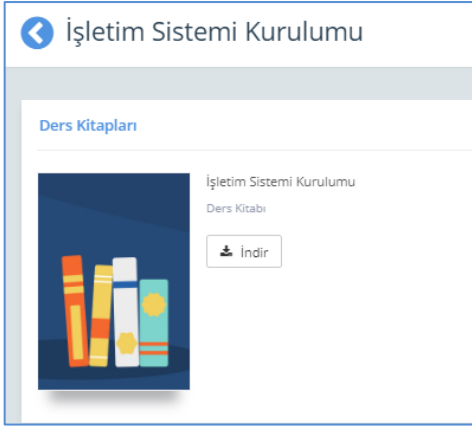 İşletim Sistemi Kurulumu
Ders Kitapları
İşletim Sistemi Kurulumu
Ders Kitabı
İndir